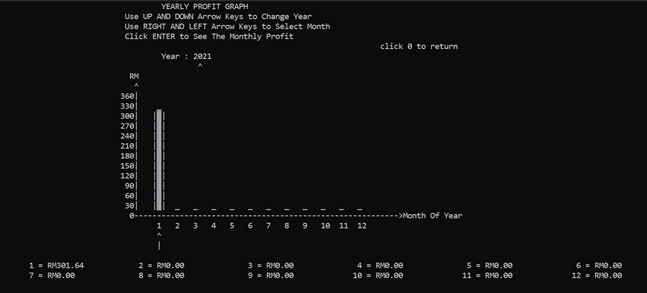 YEARLY PROFIT GRAPH
Use UP AND DOWN Arrow Keys to Change Year
Use RIGHT AND LEFT Arrow Keys to Select Month
Click ENTER to See The Monthly Profit
click 0 to return
Year : 2021
^
RM
^
360|
330|
300|
270|
240|
210|
180|
150|
120|
90|
60|
30|
0-------------------------------------------------------->Month Of Year
1 2 3 4 5 6 7 8 9 10 11 12
^
|
1 = RM301.64 2 = RM0.00 3 = RM0.00 4 = RM0.00 5 = RM0.00 6 = RM0.00
7 = RM0.00 8 = RM0.00 9 = RM0.00 10 = RM0.00 11 = RM0.00 12 = RM0.00